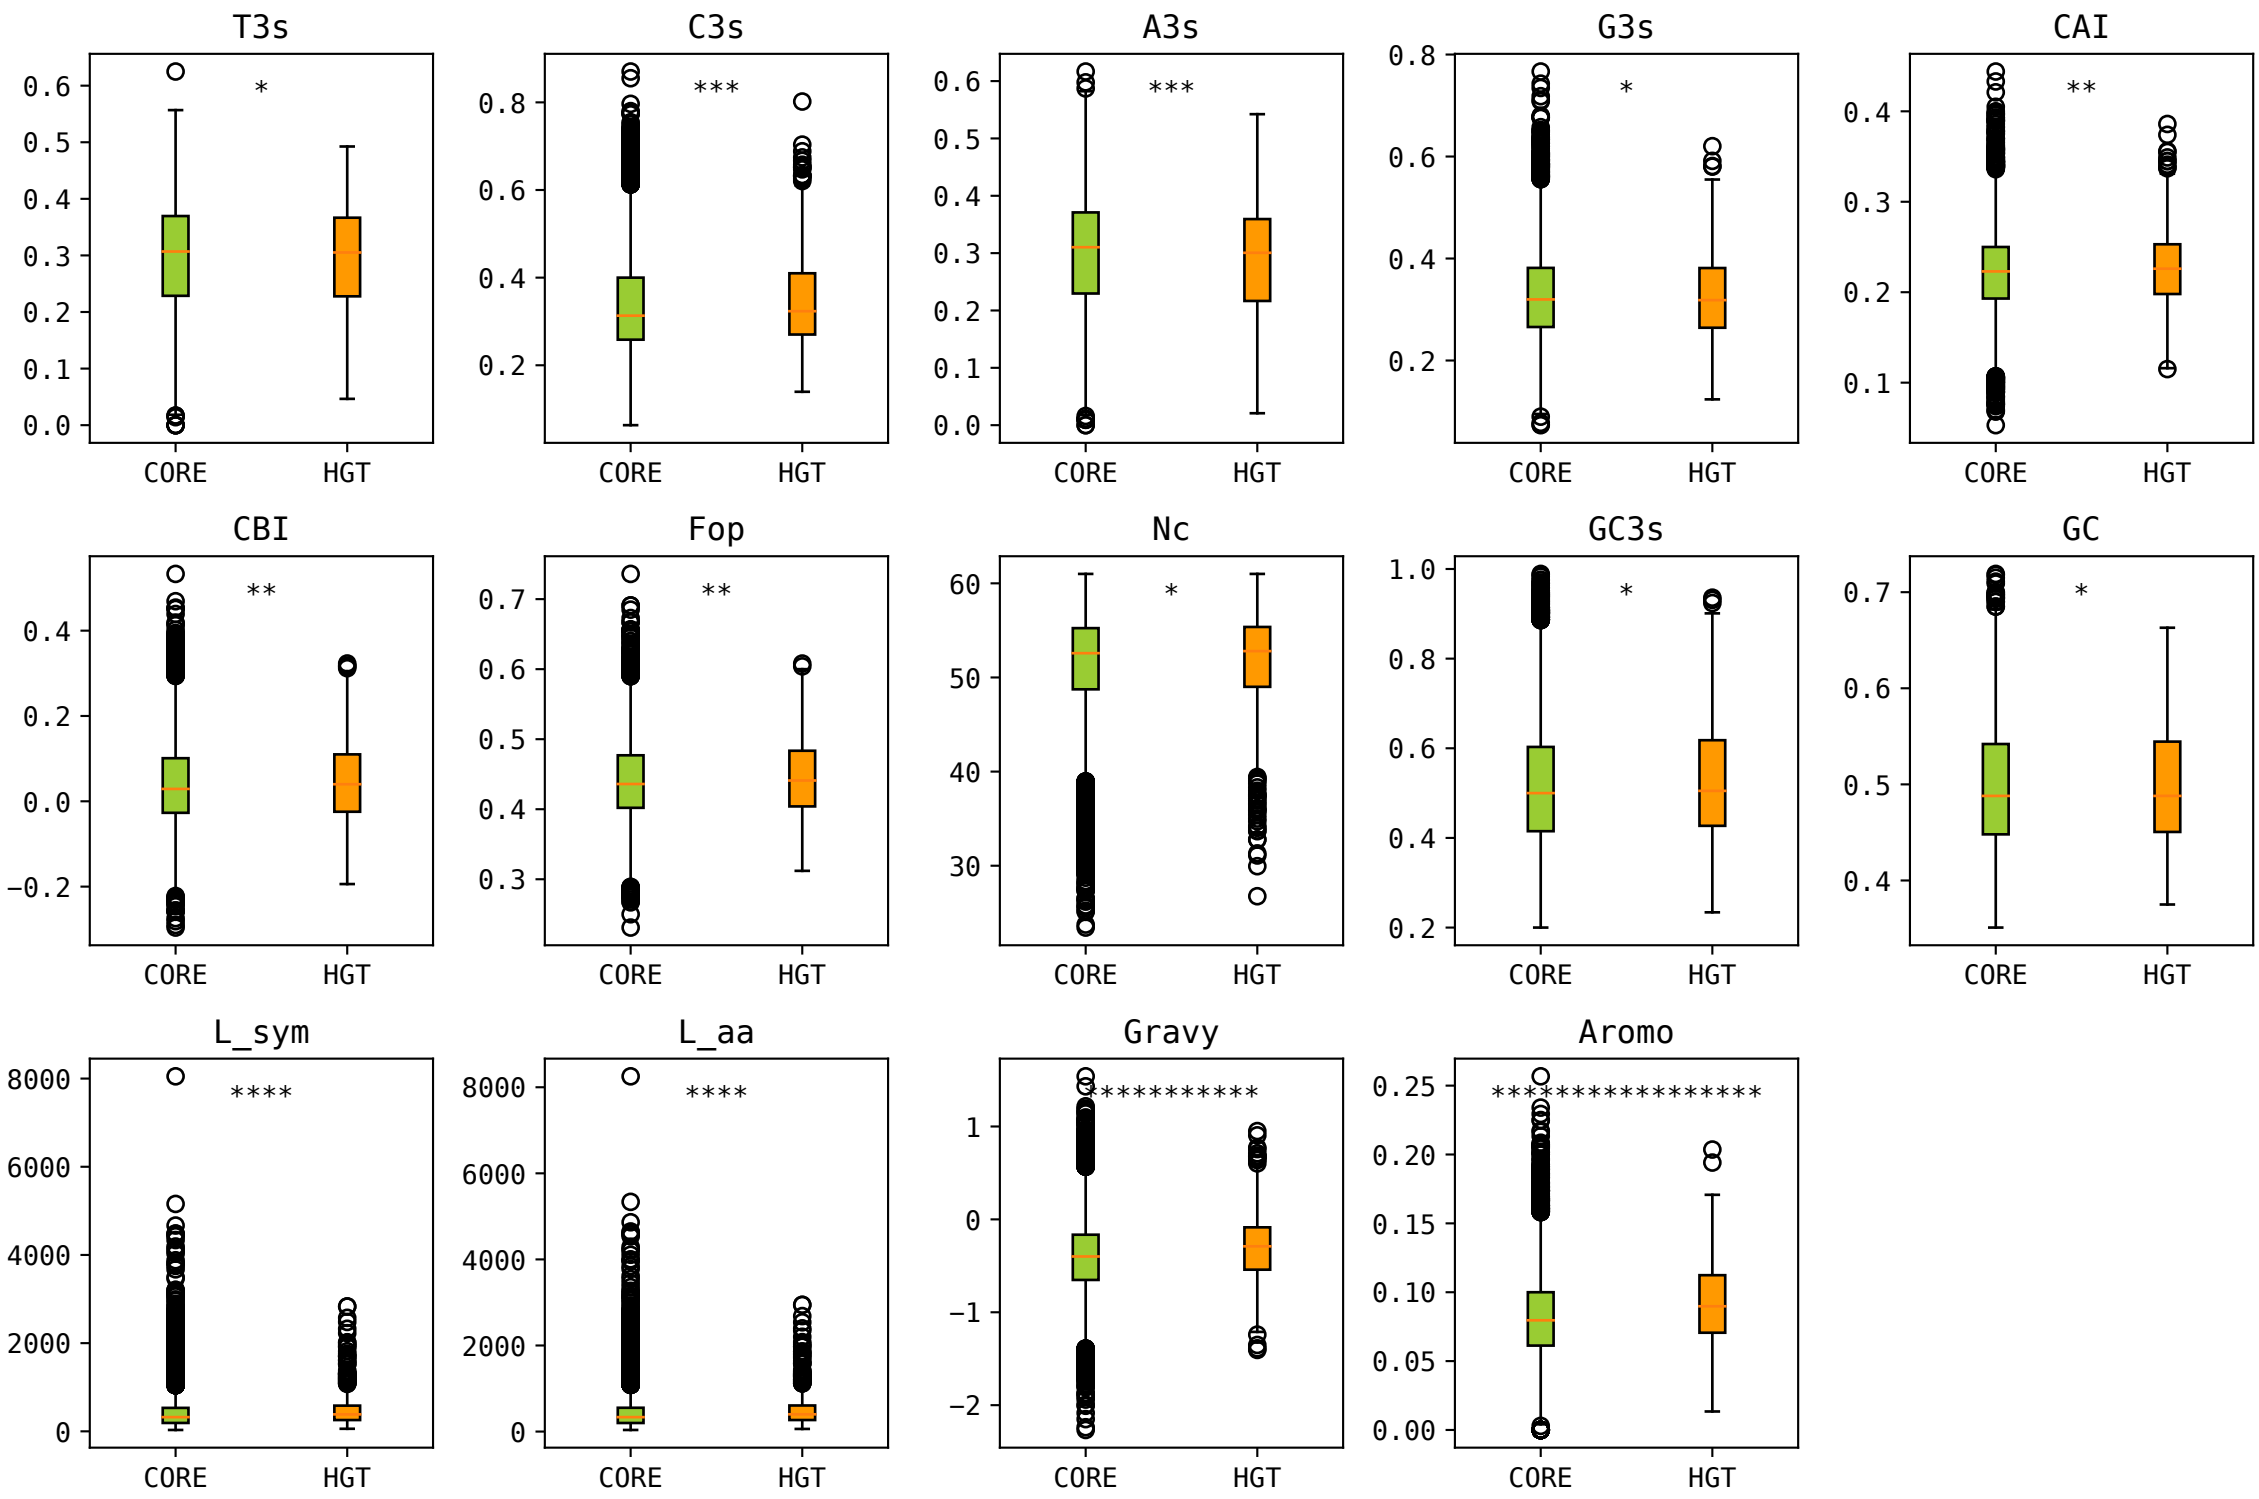 T3s
C3s
A3s
G3s
CAI
0.6
0.5
0.4
0.3
0.2
0.1
0.0
*
CORE HGT
0.8
0.6
0.4
0.2
***
CORE HGT
0.6
0.5
0.4
0.3
0.2
0.1
0.0
***
CORE HGT
0.8
0.6
0.4
0.2
*
CORE HGT
0.4
0.3
0.2
0.1
**
CORE HGT
CBI
Fop
Nc
GC3s
GC
0.4
0.2
0.0
−0.2
**
CORE HGT
0.7
0.6
0.5
0.4
0.3
**
CORE HGT
60
50
40
30
*
CORE HGT
1.0
0.8
0.6
0.4
0.2
*
CORE HGT
0.7
0.6
0.5
0.4
*
CORE HGT
L_sym
L_aa
Gravy
Aromo
8000
6000
4000
2000
0
****
CORE HGT
8000
6000
4000
2000
0
****
CORE HGT
1
0
−1
−2
***********
CORE HGT
0.25
0.20
0.15
0.10
0.05
0.00
*****************
CORE HGT